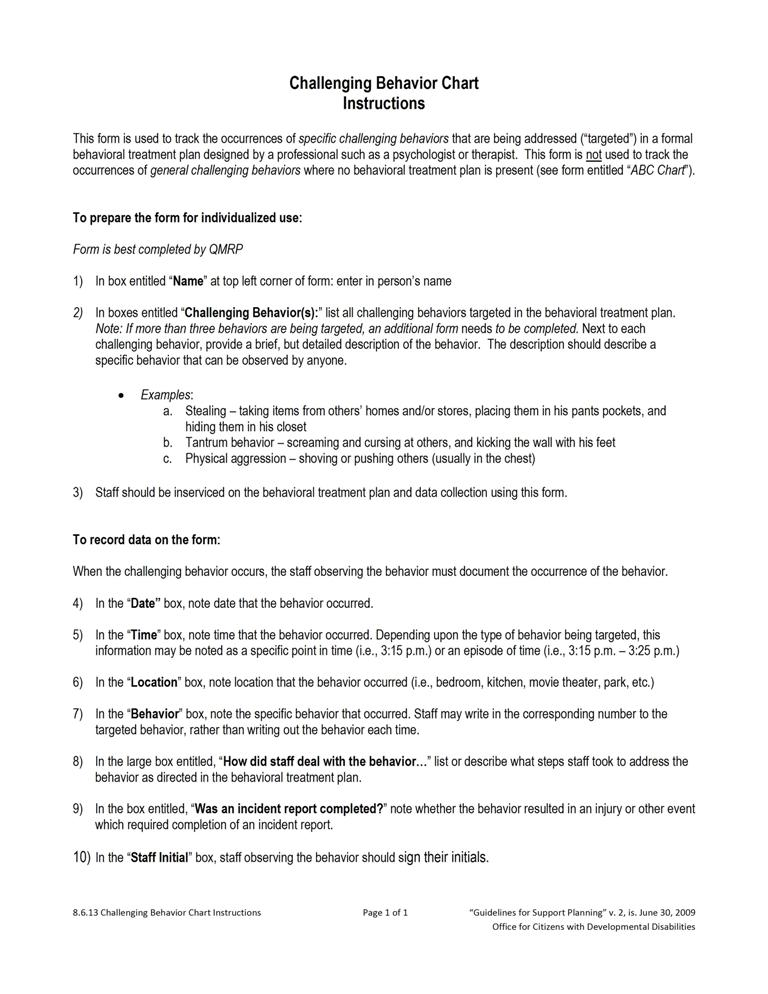 Challenging Behavior Chart
Instructions
This form is used to track the occurrences of specific challenging behaviors that are being addressed (“targeted”) in a formal
behavioral treatment plan designed by a professional such as a psychologist or therapist.  This form is not used to track the
occurrences of general challenging behaviors where no behavioral treatment plan is present (see form entitled “ABC Chart”).
To prepare the form for individualized use:
Form is best completed by QMRP
1) In box entitled “Name” at top left corner of form: enter in person’s name
2) In boxes entitled “Challenging Behavior(s):” list all challenging behaviors targeted in the behavioral treatment plan.
Note: If more than three behaviors are being targeted, an additional form needs to be completed. Next to each
challenging behavior, provide a brief, but detailed description of the behavior.  The description should describe a
specific behavior that can be observed by anyone.
• Examples:
a. Stealing – taking items from others’ homes and/or stores, placing them in his pants pockets, and
hiding them in his closet
b. Tantrum behavior – screaming and cursing at others, and kicking the wall with his feet
c. Physical aggression – shoving or pushing others (usually in the chest)
3) Staff should be inserviced on the behavioral treatment plan and data collection using this form.
To record data on the form:
When the challenging behavior occurs, the staff observing the behavior must document the occurrence of the behavior.
4) In the “Date” box, note date that the behavior occurred.
5) In the “Time” box, note time that the behavior occurred. Depending upon the type of behavior being targeted, this
information may be noted as a specific point in time (i.e., 3:15 p.m.) or an episode of time (i.e., 3:15 p.m. – 3:25 p.m.)
6) In the “Location” box, note location that the behavior occurred (i.e., bedroom, kitchen, movie theater, park, etc.)
7) In the “Behavior” box, note the specific behavior that occurred. Staff may write in the corresponding number to the
targeted behavior, rather than writing out the behavior each time.
8) In the large box entitled, “How did staff deal with the behavior…” list or describe what steps staff took to address the
behavior as directed in the behavioral treatment plan.
9) In the box entitled, “Was an incident report completed?” note whether the behavior resulted in an injury or other event
which required completion of an incident report.
10) In the “Staff Initial” box, staff observing the behavior should sign their initials.
8.6.13 Challenging Behavior Chart Instructions Page 1 of 1 “Guidelines for Support Planning” v. 2, is. June 30, 2009
Office for Citizens with Developmental Disabilities